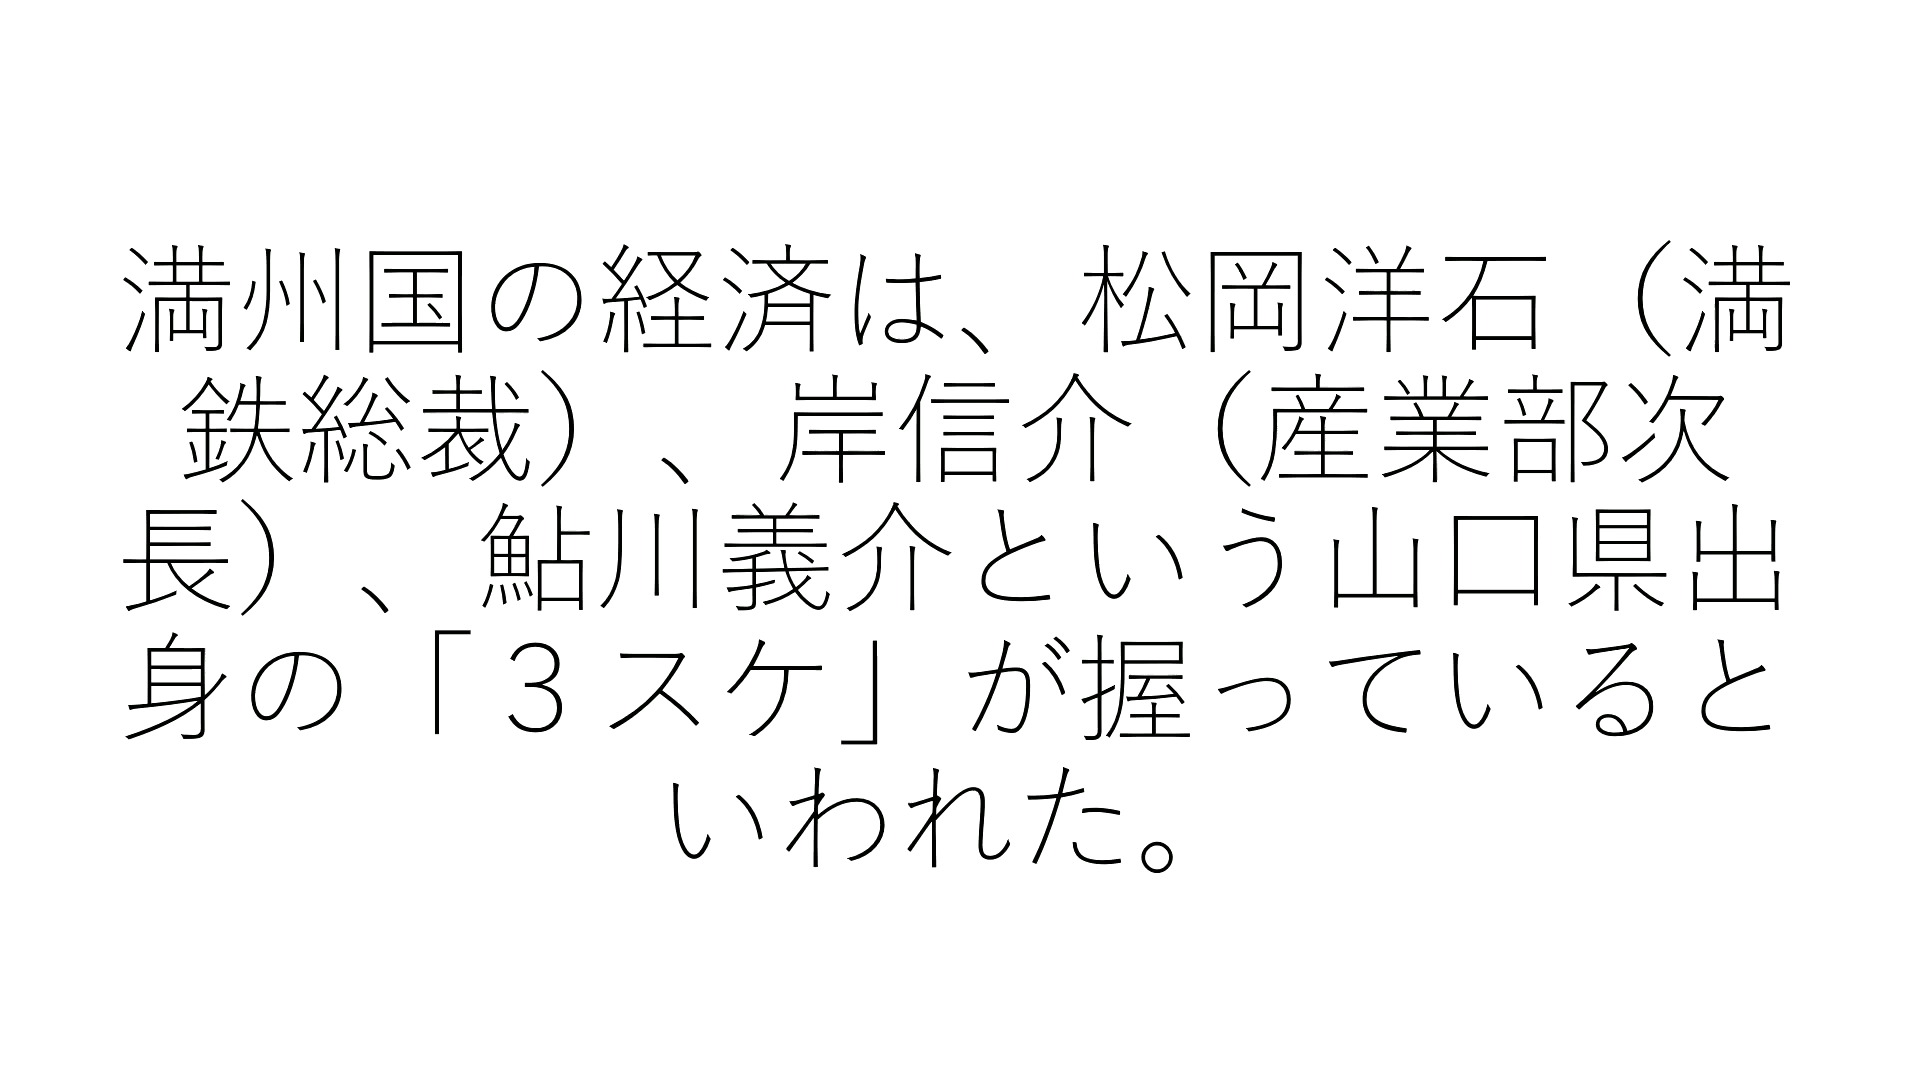 満州国の経済は、松岡洋石（満
鉄総裁）、岸信介（産業部次
長）、鮎川義介という山口県出
身の「３スケ」が握っていると
いわれた。